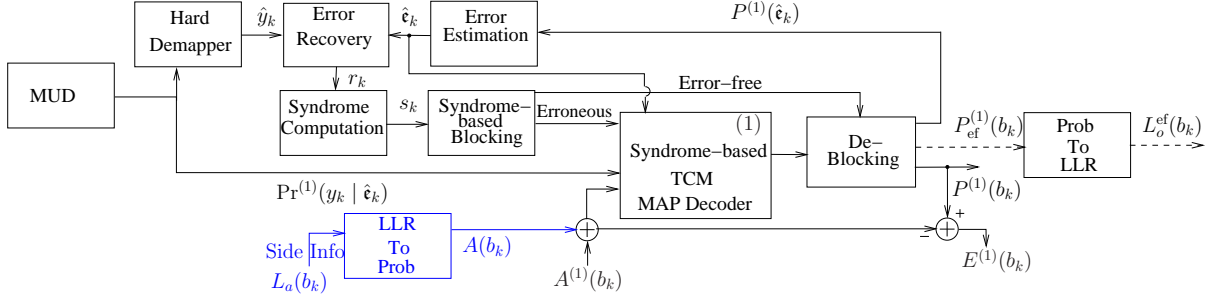 Hard
Demapper
ŷ_k
Error
Recovery
𝔢̂_k
Error
Estimation
P^(1)(𝔢̂_k)
MUD
r_k
Syndrome
Computation
s_k
Syndrome−
based
Blocking
Error−free
Erroneous
(1)
Syndrome−based
TCM
MAP Decoder
De−
Blocking
P_ef^(1)(b_k)
Prob
To
LLR
L_o^ef(b_k)
Pr^(1)(y_k | 𝔢̂_k)
P^(1)(b_k)
Side Info
L_a(b_k)
LLR
To
Prob
A(b_k)
+
A^(1)(b_k)
−
+
+
E^(1)(b_k)